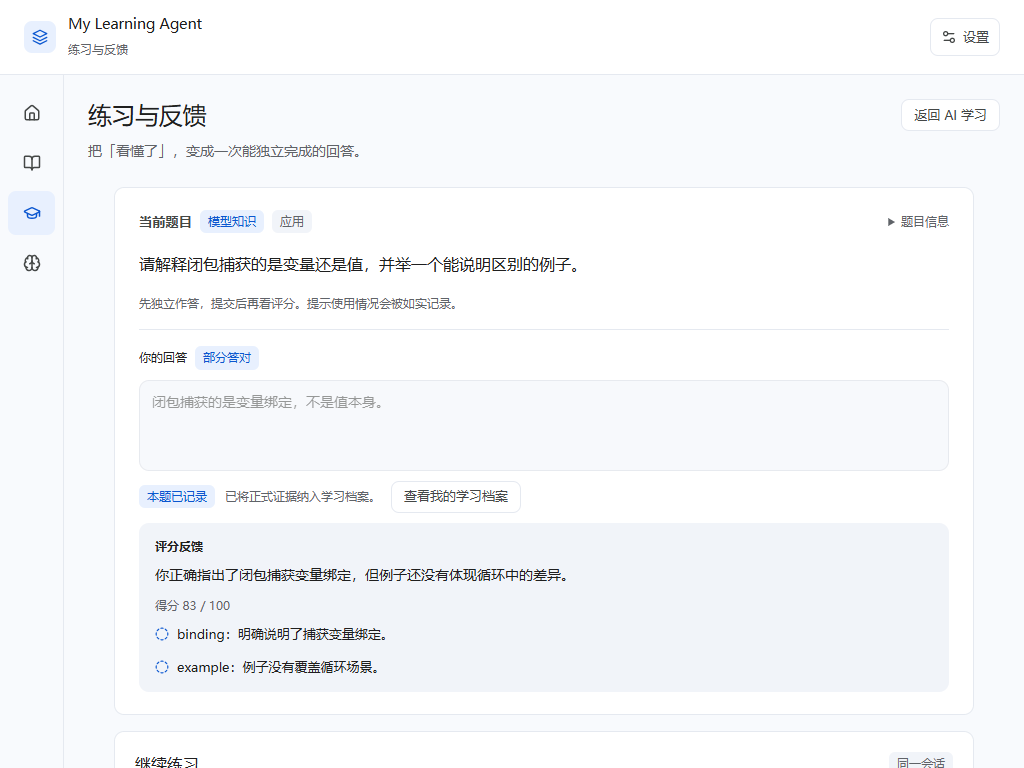 My Learning Agent
练习与反馈
设置
练习与反馈
返回 AI 学习
把「看懂了」，变成一次能独立完成的回答。
当前题目 模型知识 应用
题目信息
请解释闭包捕获的是变量还是值，并举一个能说明区别的例子。
先独立作答，提交后再看评分。提示使用情况会被如实记录。
你的回答 部分答对
闭包捕获的是变量绑定，不是值本身。
本题已记录 已将正式证据纳入学习档案。 查看我的学习档案
评分反馈
你正确指出了闭包捕获变量绑定，但例子还没有体现循环中的差异。
得分 83 / 100
binding：明确说明了捕获变量绑定。
example：例子没有覆盖循环场景。
继续练习
同一会话